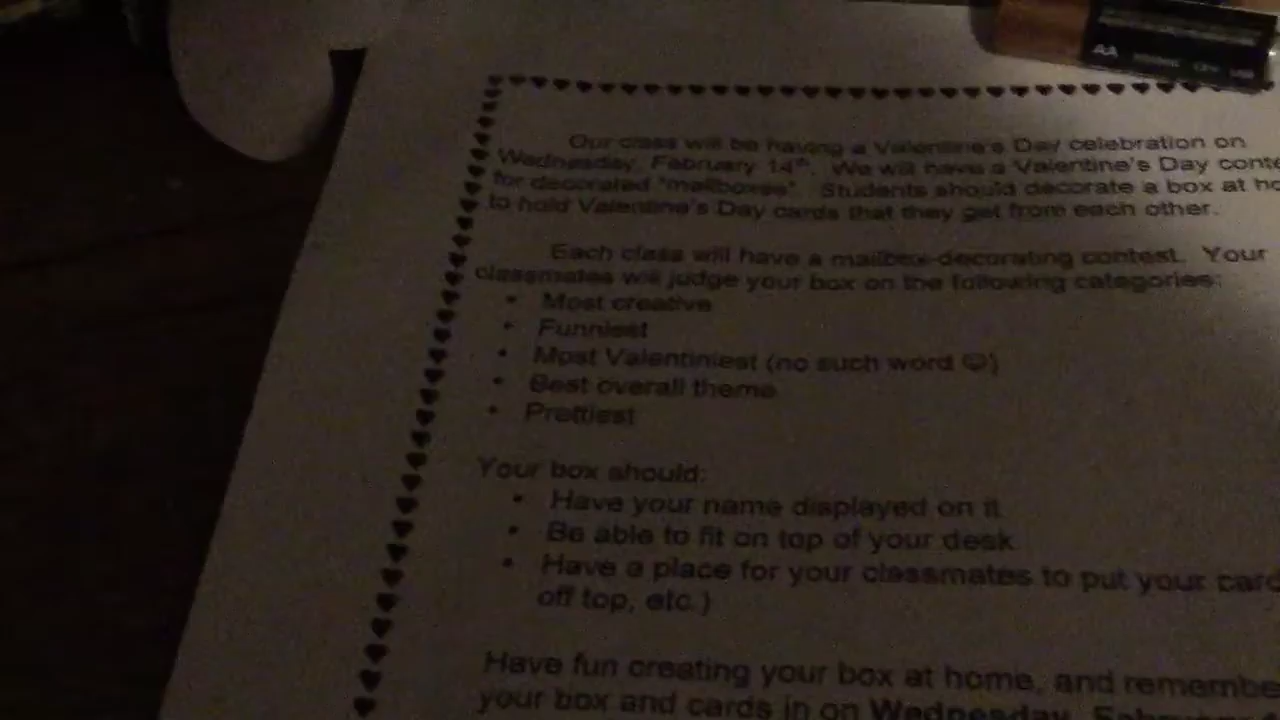 AA
Our class will be having a Valentine's Day celebration on
Wednesday, February 14th. We will have a Valentine's Day
for decorated "mailboxes". Students should decorate a box at
to hold Valentine's Day cards that they get from each other.
Each class will have a mailbox-decorating contest. Your
classmates will judge your box on the following categories:
• Most creative
• Funniest
• Most Valentiniest (no such word ☺)
• Best overall theme
• Prettiest
Your box should:
• Have your name displayed on it
• Be able to fit on top of your desk
• Have a place for your classmates to put your
off top, etc.)
Have fun creating your box at home, and
your box and cards in on Wednesday,